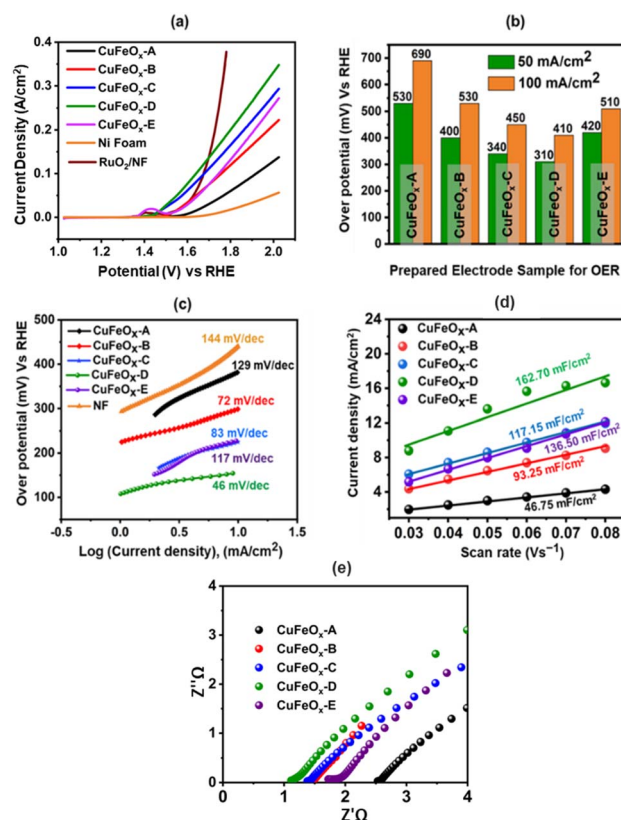 (a)
0.4
0.3
0.2
0.1
0.0
Current Density (A/cm²)
CuFeOₓ-A
CuFeOₓ-B
CuFeOₓ-C
CuFeOₓ-D
CuFeOₓ-E
Ni Foam
RuO₂/NF
1.0 1.2 1.4 1.6 1.8 2.0
Potential (V) vs RHE
(b)
700
600
500
400
300
200
100
0
Over potential (mV) Vs RHE
50 mA/cm²
100 mA/cm²
530 690
400 530
340 450
310 410
420 510
CuFeOₓ-A
CuFeOₓ-B
CuFeOₓ-C
CuFeOₓ-D
CuFeOₓ-E
Prepared Electrode Sample for OER
(c)
500
400
300
200
100
Over potential (mV) Vs RHE
CuFeOₓ-A
CuFeOₓ-B
CuFeOₓ-C
CuFeOₓ-D
CuFeOₓ-E
NF
144 mV/dec
129 mV/dec
72 mV/dec
83 mV/dec
117 mV/dec
46 mV/dec
-0.5 0.0 0.5 1.0 1.5
Log (Current density), (mA/cm²)
(d)
24
20
16
12
8
4
Current density (mA/cm²)
CuFeOₓ-A
CuFeOₓ-B
CuFeOₓ-C
CuFeOₓ-D
CuFeOₓ-E
162.70 mF/cm²
117.15 mF/cm²
136.50 mF/cm²
93.25 mF/cm²
46.75 mF/cm²
0.03 0.04 0.05 0.06 0.07 0.08
Scan rate (Vs⁻¹)
(e)
3
2
1
0
Z''Ω
CuFeOₓ-A
CuFeOₓ-B
CuFeOₓ-C
CuFeOₓ-D
CuFeOₓ-E
0 1 2 3 4
Z'Ω